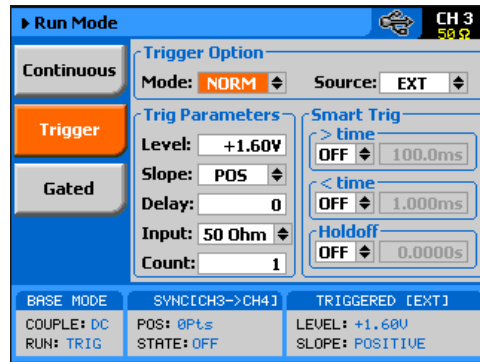 ▸ Run Mode
CH 3
50 Ω
Continuous
Trigger
Gated
Trigger Option
Mode: NORM Source: EXT
Trig Parameters
Level: +1.60V
Slope: POS
Delay: 0
Input: 50 Ohm
Count: 1
Smart Trig
> time
OFF 100.0ms
< time
OFF 1.000ms
Holdoff
OFF 0.0000s
BASE MODE
COUPLE: DC
RUN: TRIG
SYNC[CH3->CH4]
POS: 0Pts
STATE: OFF
TRIGGERED [EXT]
LEVEL: +1.60V
SLOPE: POSITIVE